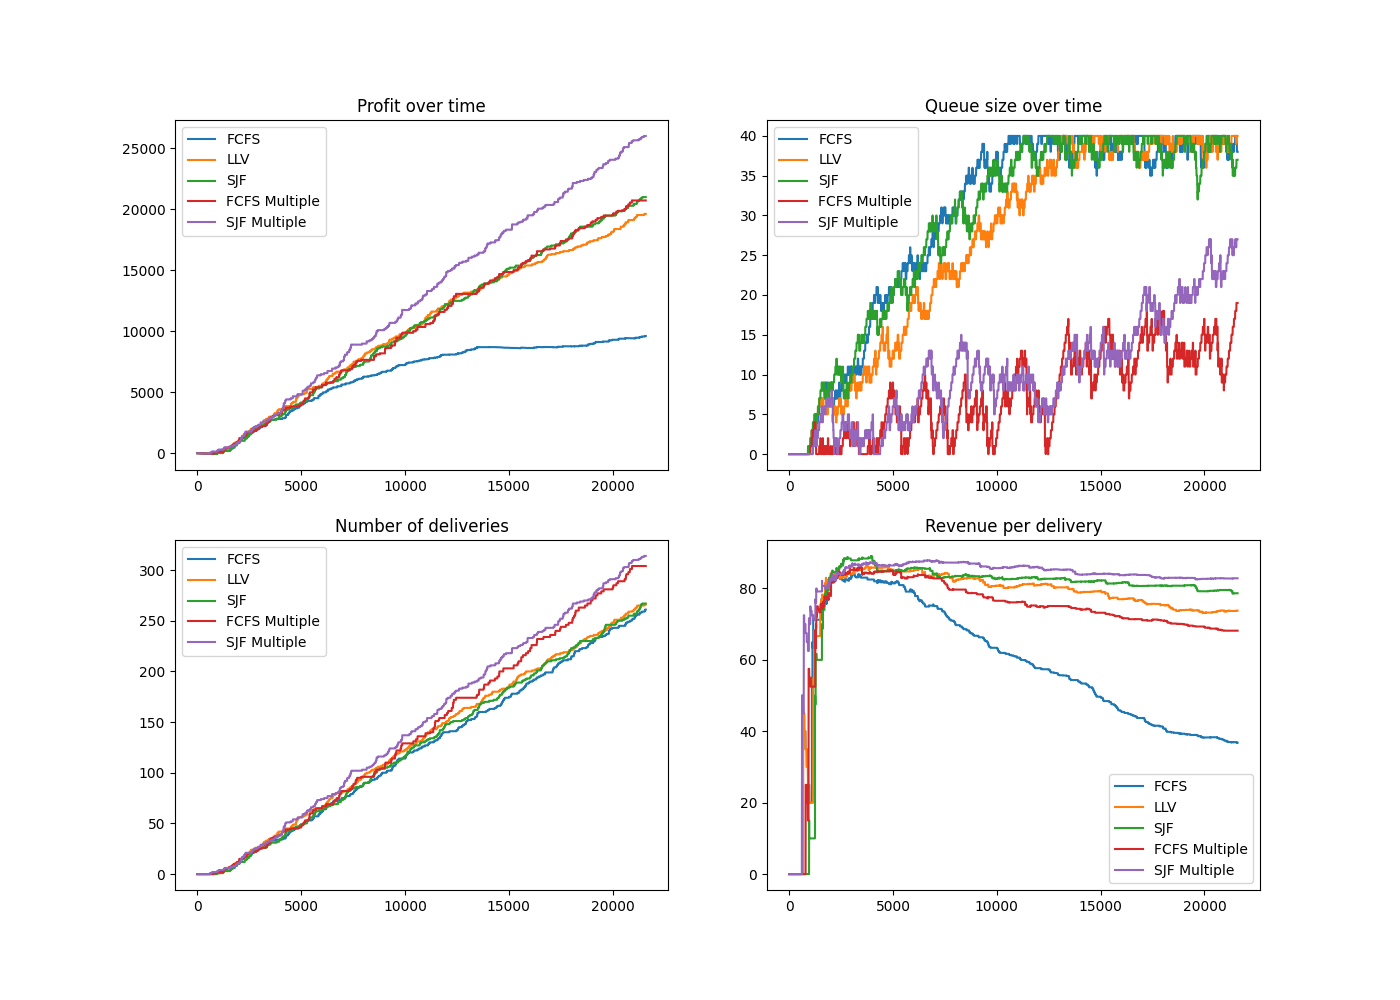 Profit over time
25000
20000
15000
10000
5000
0
FCFS
LLV
SJF
FCFS Multiple
SJF Multiple
0 5000 10000 15000 20000
Queue size over time
40
35
30
25
20
15
10
5
0
FCFS
LLV
SJF
FCFS Multiple
SJF Multiple
0 5000 10000 15000 20000
Number of deliveries
300
250
200
150
100
50
0
FCFS
LLV
SJF
FCFS Multiple
SJF Multiple
0 5000 10000 15000 20000
Revenue per delivery
80
60
40
20
0
FCFS
LLV
SJF
FCFS Multiple
SJF Multiple
0 5000 10000 15000 20000